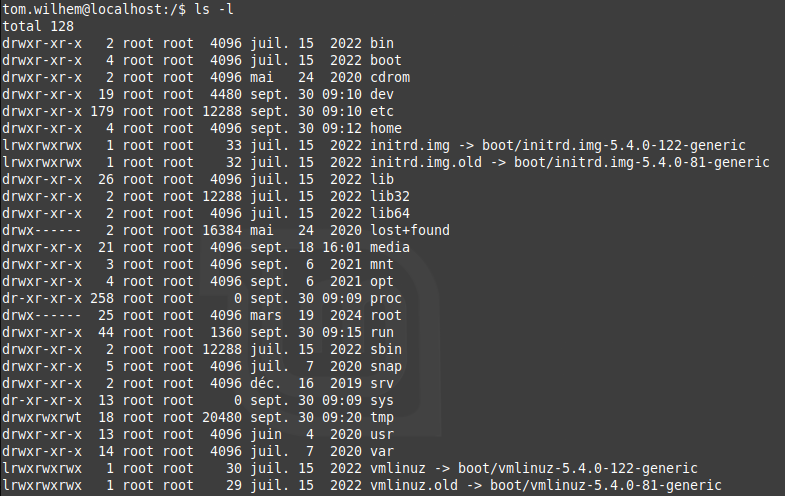 tom.wilhem@localhost:/$ ls -l
total 128
drwxr-xr-x   2 root root  4096 juil. 15  2022 bin
drwxr-xr-x   4 root root  4096 juil. 15  2022 boot
drwxr-xr-x   2 root root  4096 mai   24  2020 cdrom
drwxr-xr-x  19 root root  4480 sept. 30 09:10 dev
drwxr-xr-x 179 root root 12288 sept. 30 09:10 etc
drwxr-xr-x   4 root root  4096 sept. 30 09:12 home
lrwxrwxrwx   1 root root    33 juil. 15  2022 initrd.img -> boot/initrd.img-5.4.0-122-generic
lrwxrwxrwx   1 root root    32 juil. 15  2022 initrd.img.old -> boot/initrd.img-5.4.0-81-generic
drwxr-xr-x  26 root root  4096 juil. 15  2022 lib
drwxr-xr-x   2 root root 12288 juil. 15  2022 lib32
drwxr-xr-x   2 root root  4096 juil. 15  2022 lib64
drwx------   2 root root 16384 mai   24  2020 lost+found
drwxr-xr-x  21 root root  4096 sept. 18 16:01 media
drwxr-xr-x   3 root root  4096 sept.  6  2021 mnt
drwxr-xr-x   4 root root  4096 sept.  6  2021 opt
dr-xr-xr-x 258 root root     0 sept. 30 09:09 proc
drwx------  25 root root  4096 mars  19  2024 root
drwxr-xr-x  44 root root  1360 sept. 30 09:15 run
drwxr-xr-x   2 root root 12288 juil. 15  2022 sbin
drwxr-xr-x   5 root root  4096 juil.  7  2020 snap
drwxr-xr-x   2 root root  4096 déc.  16  2019 srv
dr-xr-xr-x  13 root root     0 sept. 30 09:09 sys
drwxrwxrwt  18 root root 20480 sept. 30 09:20 tmp
drwxr-xr-x  13 root root  4096 juin   4  2020 usr
drwxr-xr-x  14 root root  4096 juil.  7  2020 var
lrwxrwxrwx   1 root root    30 juil. 15  2022 vmlinuz -> boot/vmlinuz-5.4.0-122-generic
lrwxrwxrwx   1 root root    29 juil. 15  2022 vmlinuz.old -> boot/vmlinuz-5.4.0-81-generic